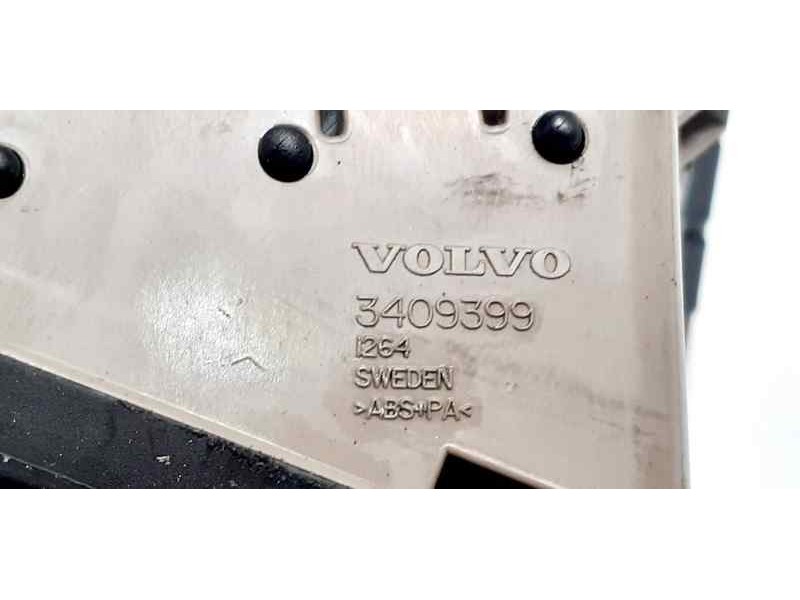 VOLVO
3409399
1264
SWEDEN
>ABS+PA<